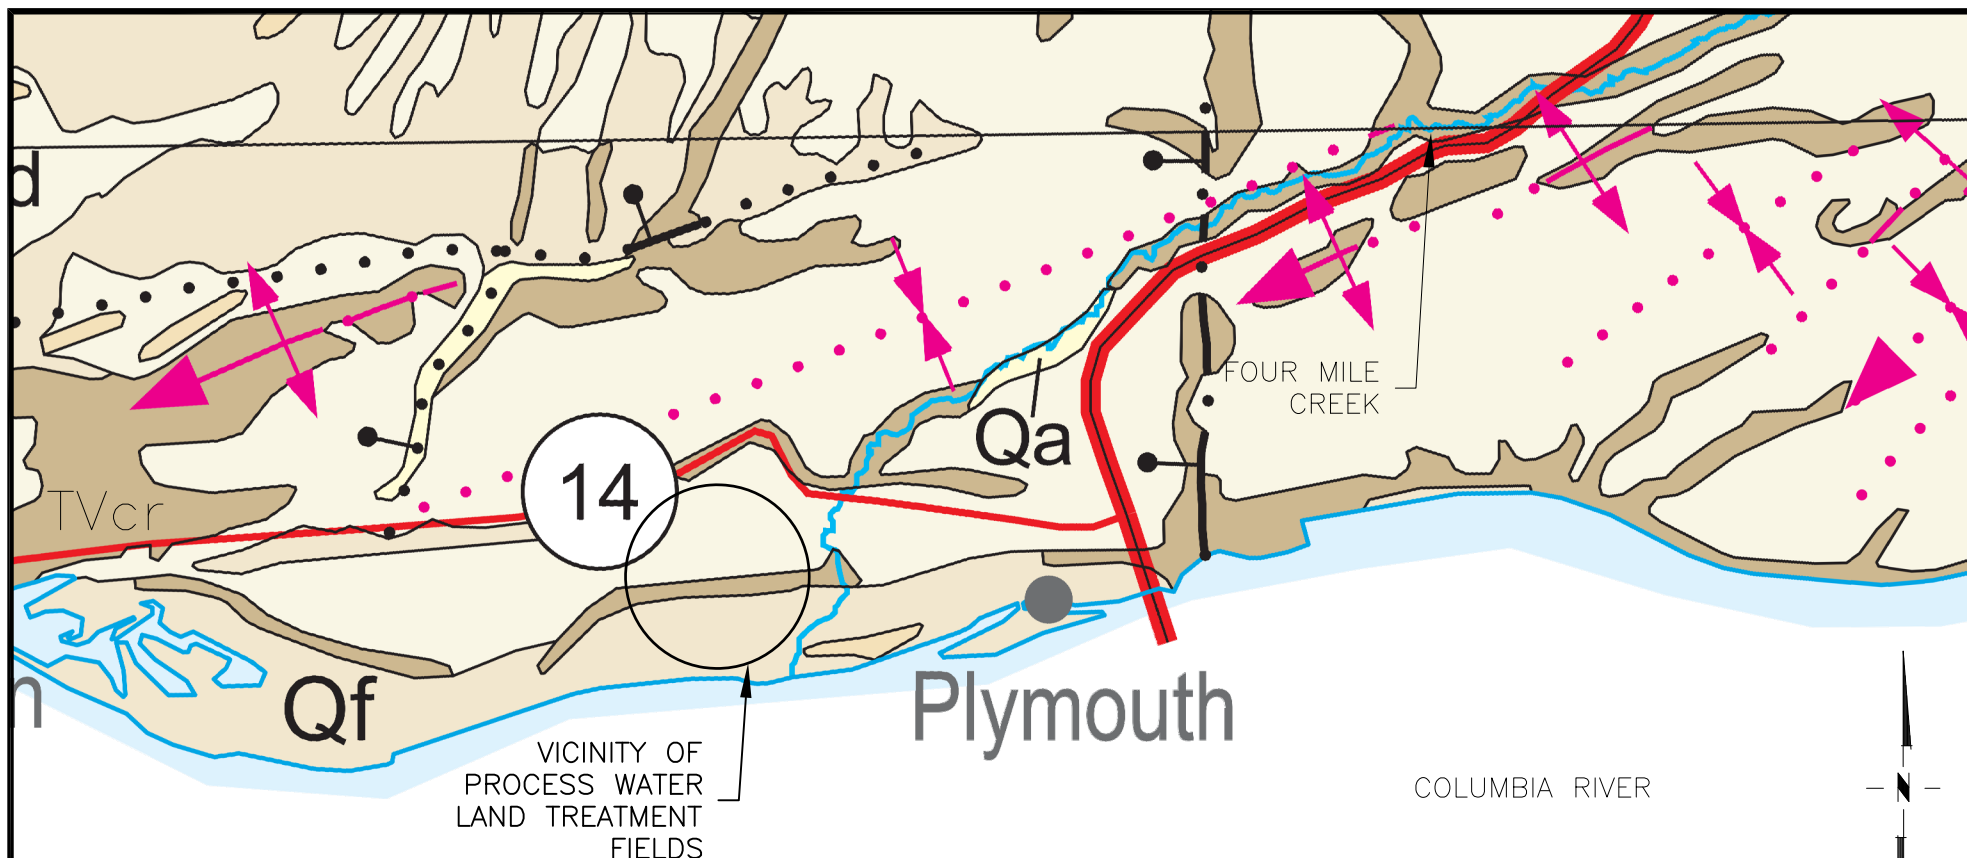 d
FOUR MILE
CREEK
Qa
14
TVcr
n
Qf
Plymouth
VICINITY OF
PROCESS WATER
LAND TREATMENT
FIELDS
COLUMBIA RIVER
N